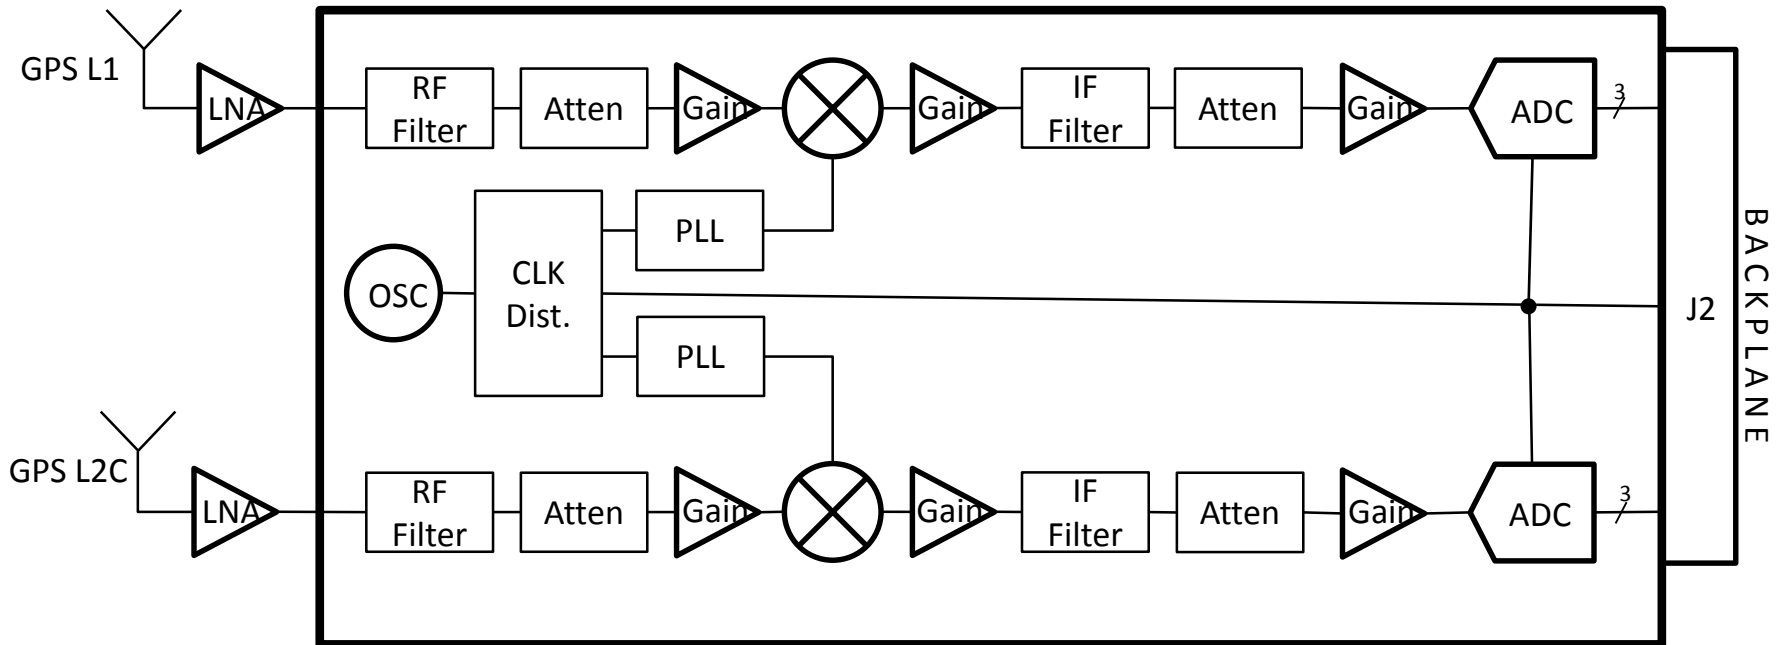 GPS L1
LNA
RF
Filter
Atten
Gain
Gain
IF
Filter
Atten
Gain
ADC
3
OSC
CLK
Dist.
PLL
PLL
J2
BACKPLANE
GPS L2C
LNA
RF
Filter
Atten
Gain
Gain
IF
Filter
Atten
Gain
ADC
3